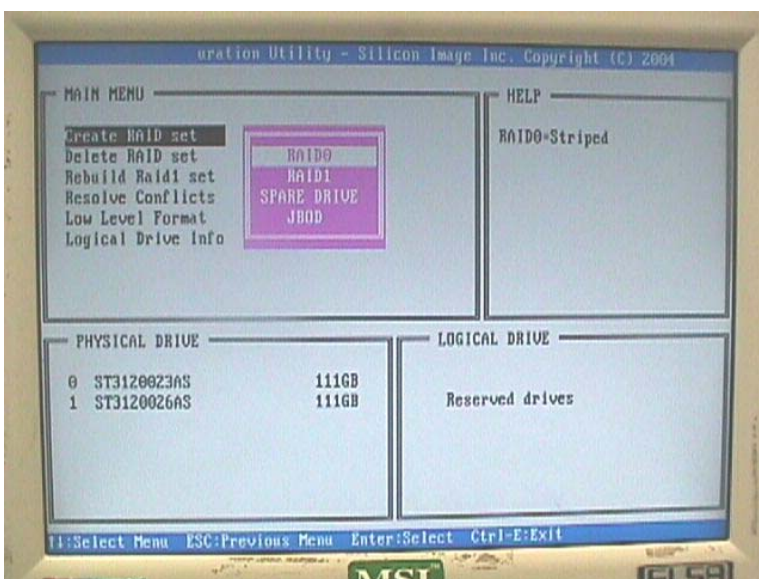 uration Utility - Silicon Image Inc. Copyright (C) 2004
MAIN MENU
Create RAID set
Delete RAID set
Rebuild Raid1 set
Resolve Conflicts
Low Level Format
Logical Drive Info
RAID0
RAID1
SPARE DRIVE
JBOD
HELP
RAID0-Striped
PHYSICAL DRIVE
0 ST3120023AS 111GB
1 ST3120026AS 111GB
LOGICAL DRIVE
Reserved drives
↑↓:Select Menu ESC:Previous Menu Enter:Select Ctrl-E:Exit
MSI